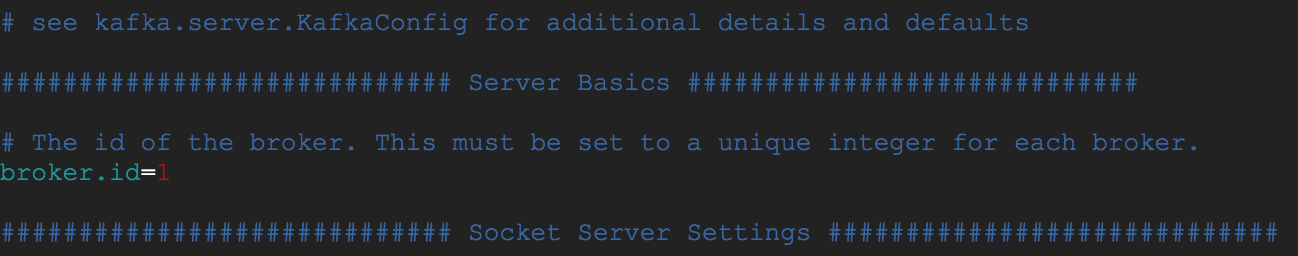 # see kafka.server.KafkaConfig for additional details and defaults
############################# Server Basics #############################
# The id of the broker. This must be set to a unique integer for each broker.
broker.id=1
############################# Socket Server Settings #############################